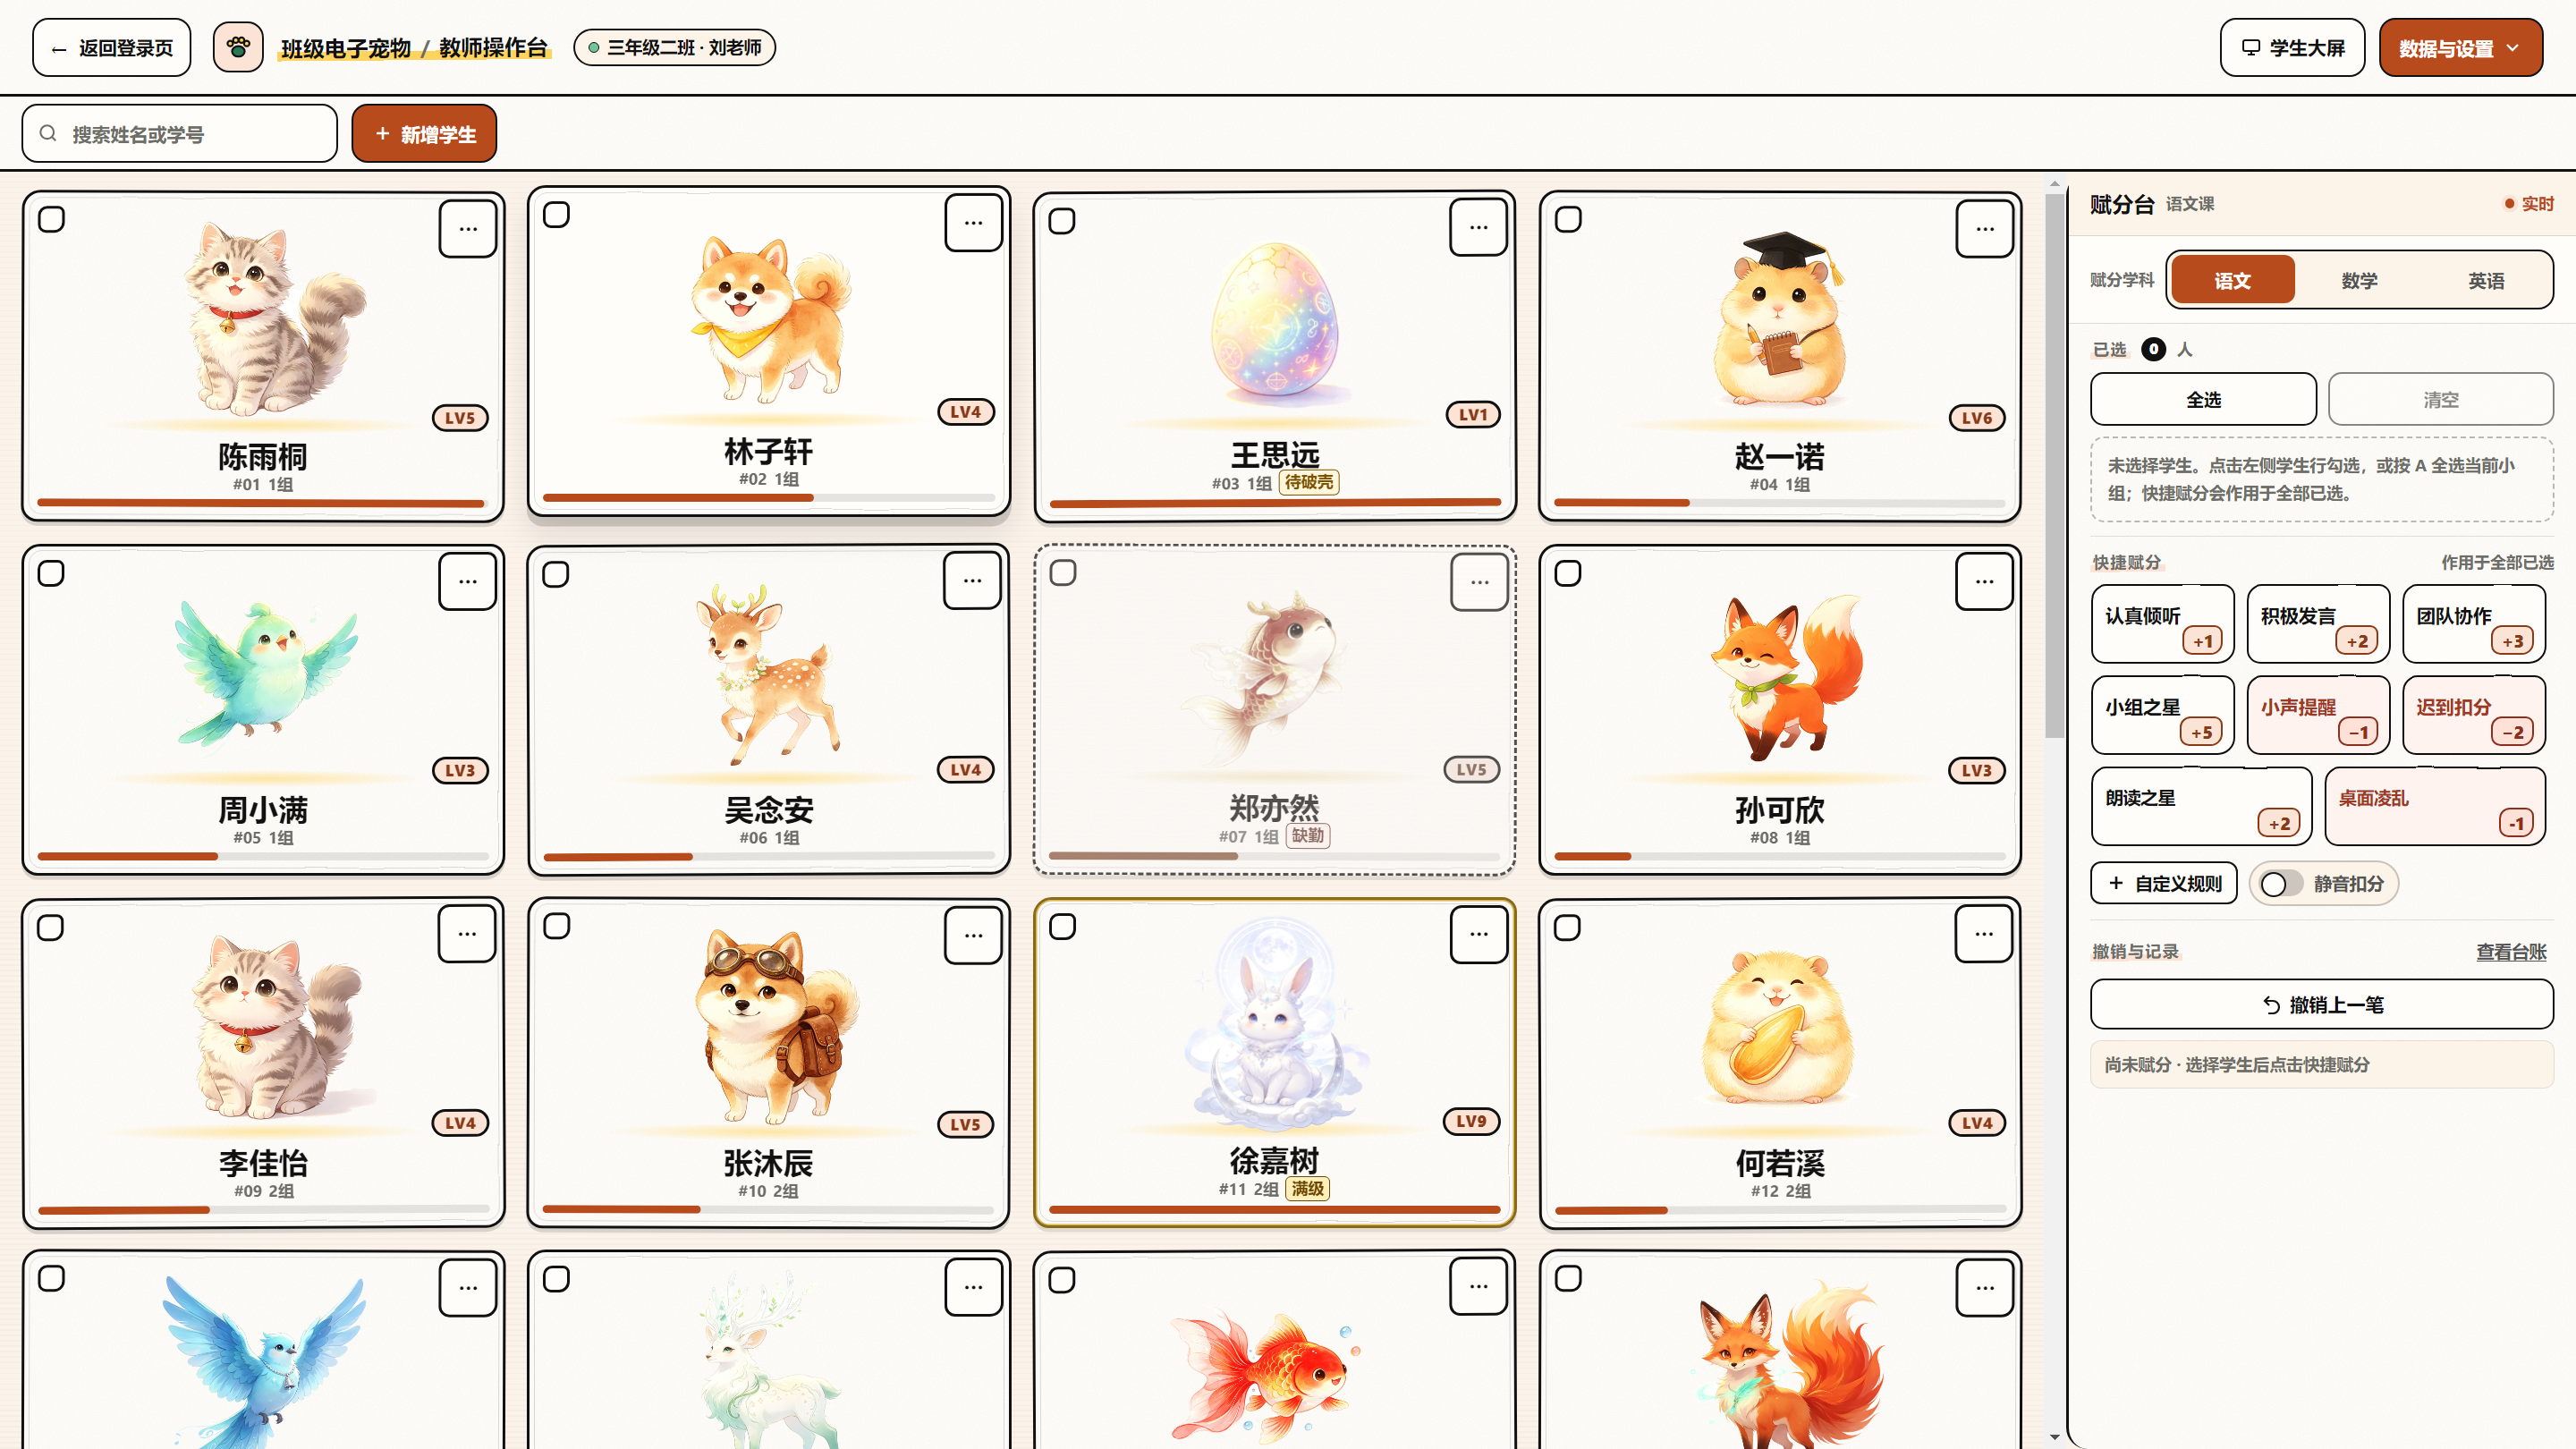 ← 返回登录页
班级电子宠物 / 教师操作台
三年级二班 · 刘老师
学生大屏
数据与设置
搜索姓名或学号
+ 新增学生
...
LV5
陈雨桐
#01 1组
...
LV4
林子轩
#02 1组
...
LV1
王思远
#03 1组 待破壳
...
LV6
赵一诺
#04 1组
...
LV3
周小满
#05 1组
...
LV4
吴念安
#06 1组
...
LV5
郑亦然
#07 1组 缺勤
...
LV3
孙可欣
#08 1组
...
LV4
李佳怡
#09 2组
...
LV5
张沐辰
#10 2组
...
LV9
徐嘉树
#11 2组 满级
...
LV4
何若溪
#12 2组
...
...
...
...
赋分台 语文课
实时
赋分学科 语文 数学 英语
已选 0 人
全选 清空
未选择学生。点击左侧学生行勾选，或按 A 全选当前小
组；快捷赋分会作用于全部已选。
快捷赋分 作用于全部已选
认真倾听 +1
积极发言 +2
团队协作 +3
小组之星 +5
小声提醒 −1
迟到扣分 −2
朗读之星 +2
桌面凌乱 -1
+ 自定义规则
静音扣分
撤销与记录 查看台账
撤销上一笔
尚未赋分 · 选择学生后点击快捷赋分